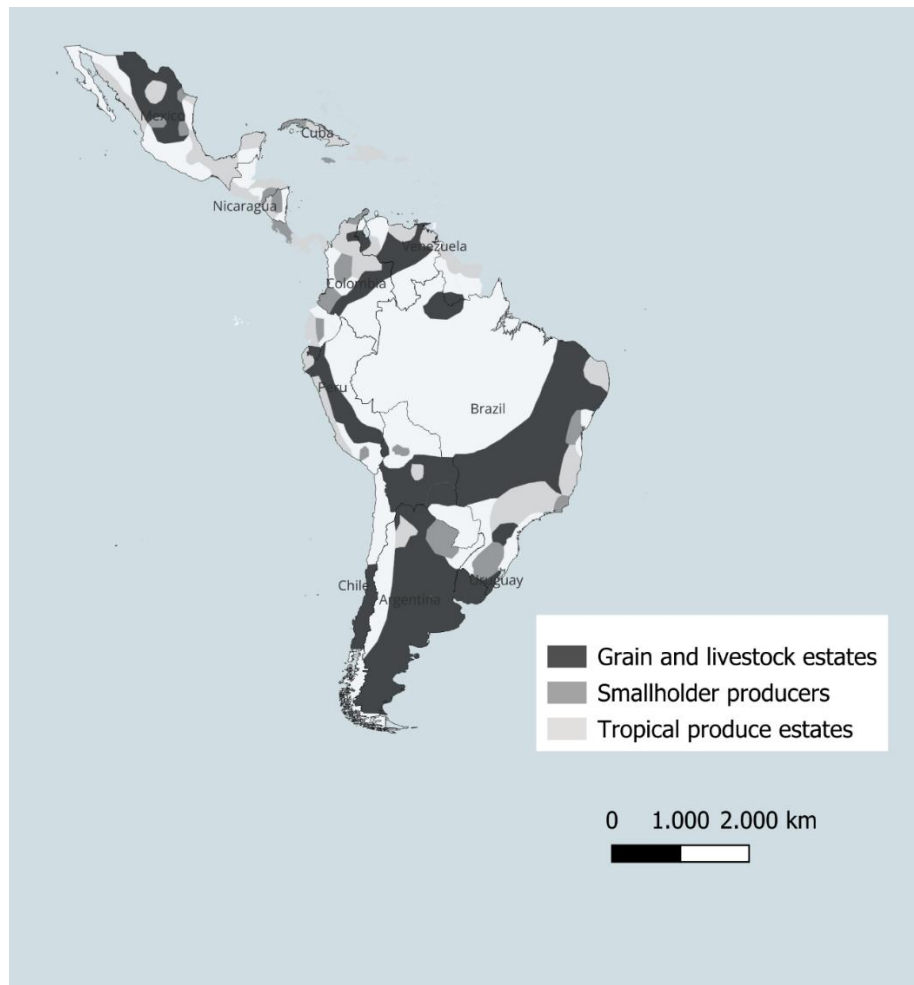 Mexico
Cuba
Nicaragua
Venezuela
Colombia
Peru
Brazil
Chile
Uruguay
Argentina
Grain and livestock estates
Smallholder producers
Tropical produce estates
0 1.000 2.000 km